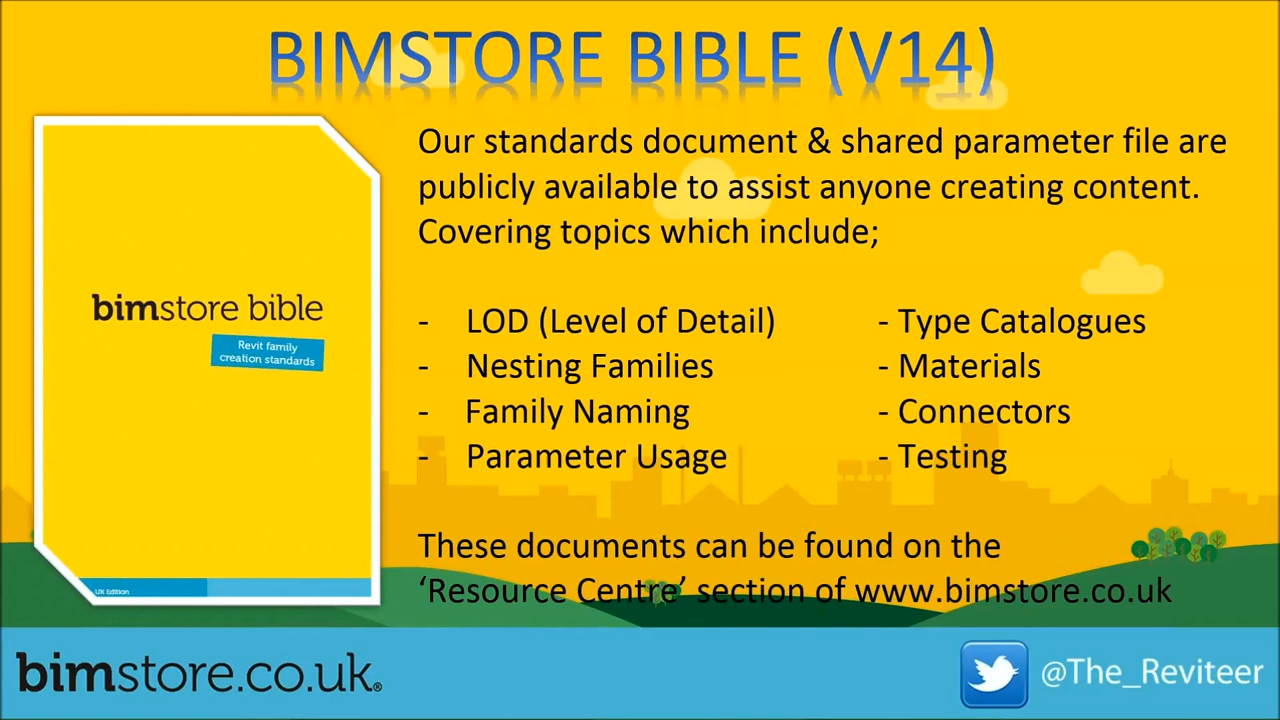 BIMSTORE BIBLE (V14)
Our standards document & shared parameter file are
publicly available to assist anyone creating content.
Covering topics which include;
- LOD (Level of Detail)
- Nesting Families
- Family Naming
- Parameter Usage
- Type Catalogues
- Materials
- Connectors
- Testing
These documents can be found on the
‘Resource Centre’ section of www.bimstore.co.uk
bimstore bible
Revit family
creation standards
UK Edition
bimstore.co.uk®
@The_Reviteer